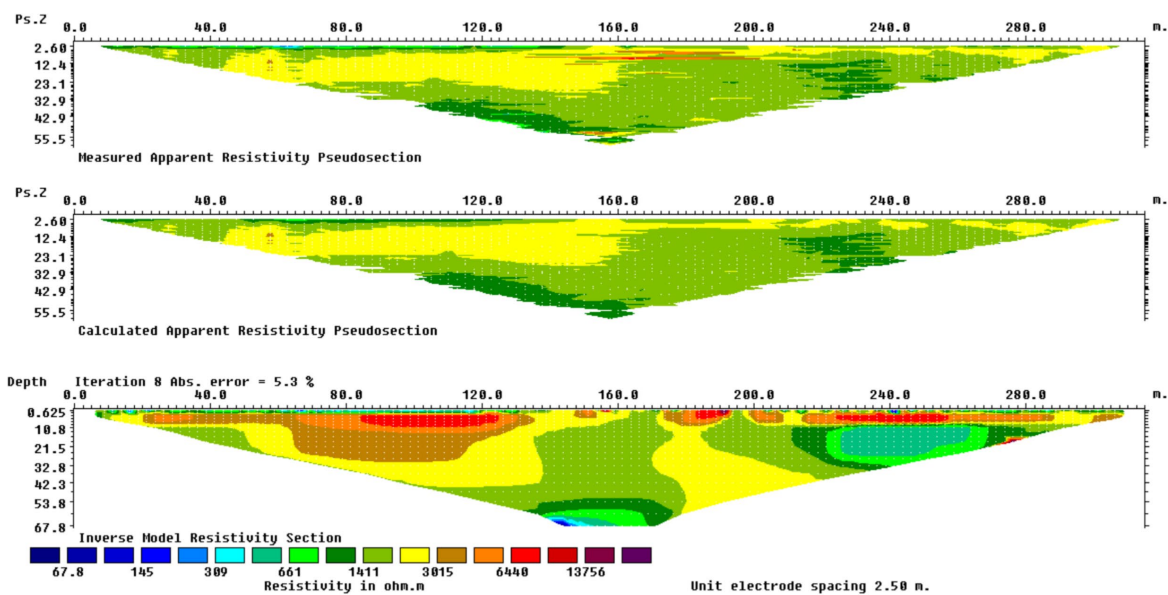 Ps.Z 0.0 40.0 80.0 120.0 160.0 200.0 240.0 280.0 m.
2.60
12.4
23.1
32.9
42.9
55.5
Measured Apparent Resistivity Pseudosection
Ps.Z 0.0 40.0 80.0 120.0 160.0 200.0 240.0 280.0 m.
2.60
12.4
23.1
32.9
42.9
55.5
Calculated Apparent Resistivity Pseudosection
Depth Iteration 8 Abs. error = 5.3 %
0.0 40.0 80.0 120.0 160.0 200.0 240.0 280.0 m.
0.625
10.8
21.5
32.8
43.2
53.8
67.8
Inverse Model Resistivity Section
67.8 145 309 661 1411 3015 6440 13756
Resistivity in ohm.m Unit electrode spacing 2.50 m.